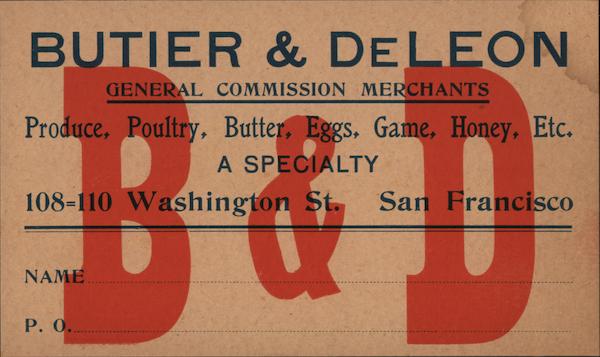 BUTIER & DELEON
GENERAL COMMISSION MERCHANTS
Produce, Poultry, Butter, Eggs, Game, Honey, Etc.
A SPECIALTY
108=110 Washington St. San Francisco
B & D
NAME
P. O.